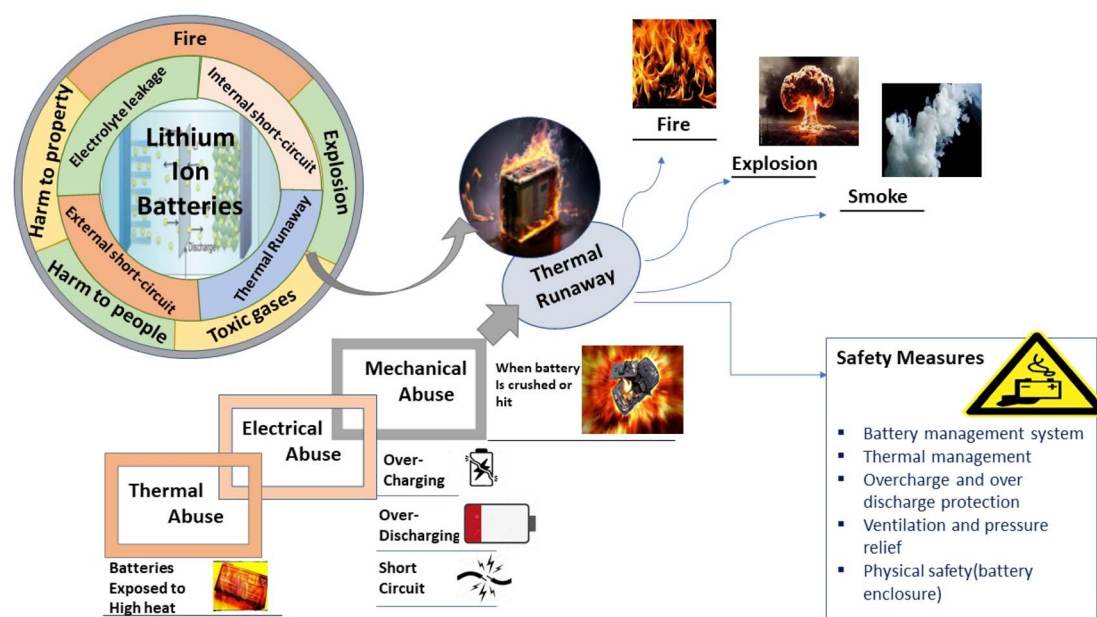 Fire
Electrolyte leakage
Internal short-circuit
Harm to property
Explosion
Lithium
Ion
Batteries
Discharge
External short-circuit
Thermal Runaway
Harm to people
Toxic gases
Fire
Explosion
Smoke
Thermal
Runaway
Mechanical
Abuse
When battery
Is crushed or
hit
Electrical
Abuse
Over-
Charging
Over-
Discharging
Short
Circuit
Thermal
Abuse
Batteries
Exposed to
High heat
Safety Measures
▪ Battery management system
▪ Thermal management
▪ Overcharge and over
discharge protection
▪ Ventilation and pressure
relief
▪ Physical safety(battery
enclosure)